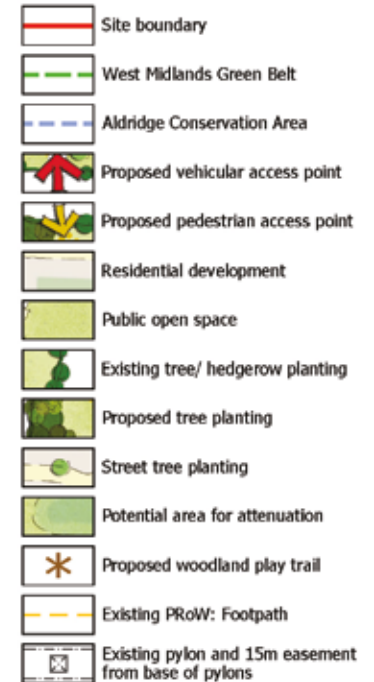 Site boundary
West Midlands Green Belt
Aldridge Conservation Area
Proposed vehicular access point
Proposed pedestrian access point
Residential development
Public open space
Existing tree/ hedgerow planting
Proposed tree planting
Street tree planting
Potential area for attenuation
Proposed woodland play trail
Existing PRoW: Footpath
Existing pylon and 15m easement
from base of pylons